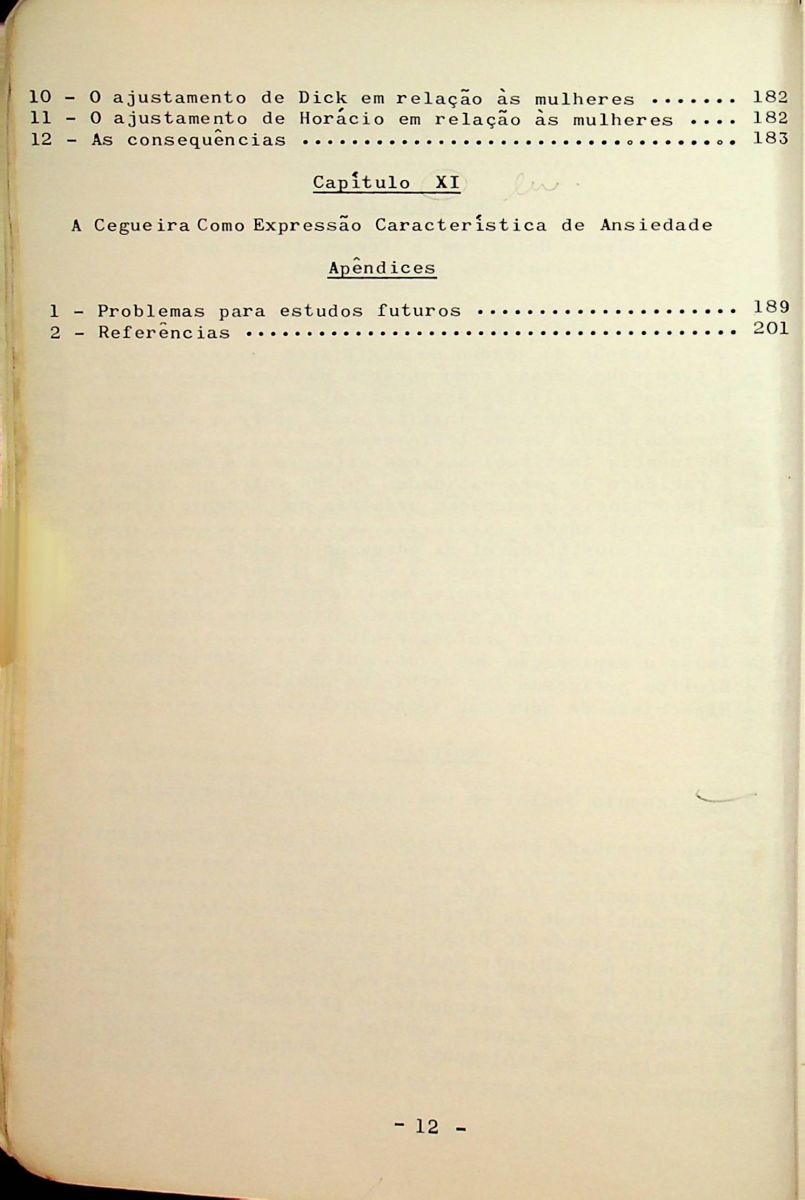 10 - O ajustamento de Dick em relação às mulheres ....... 182
11 - O ajustamento de Horácio em relação às mulheres .... 182
12 - As consequências .................................... 183
Capítulo XI
A Cegueira Como Expressão Característica de Ansiedade
Apêndices
1 - Problemas para estudos futuros ...................... 189
2 - Referências ......................................... 201
- 12 -